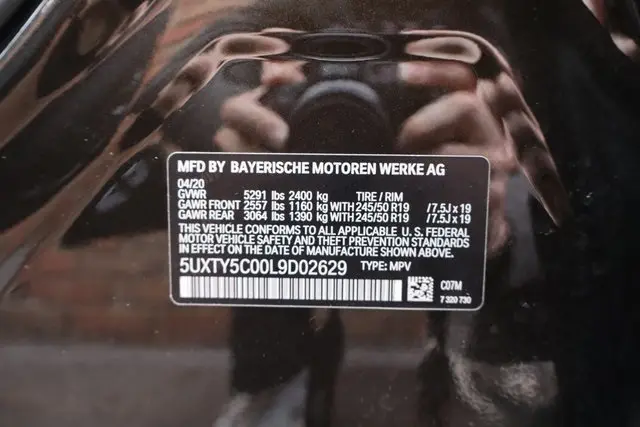 MFD BY BAYERISCHE MOTOREN WERKE AG
04/20
GVWR 5291 lbs 2400 kg TIRE / RIM
GAWR FRONT 2557 lbs 1160 kg WITH 245/50 R19 /7.5J x 19
GAWR REAR 3064 lbs 1390 kg WITH 245/50 R19 /7.5J x 19
THIS VEHICLE CONFORMS TO ALL APPLICABLE U. S. FEDERAL
MOTOR VEHICLE SAFETY AND THEFT PREVENTION STANDARDS
IN EFFECT ON THE DATE OF MANUFACTURE SHOWN ABOVE.
5UXTY5C00L9D02629 TYPE: MPV
C07M
7 320 730